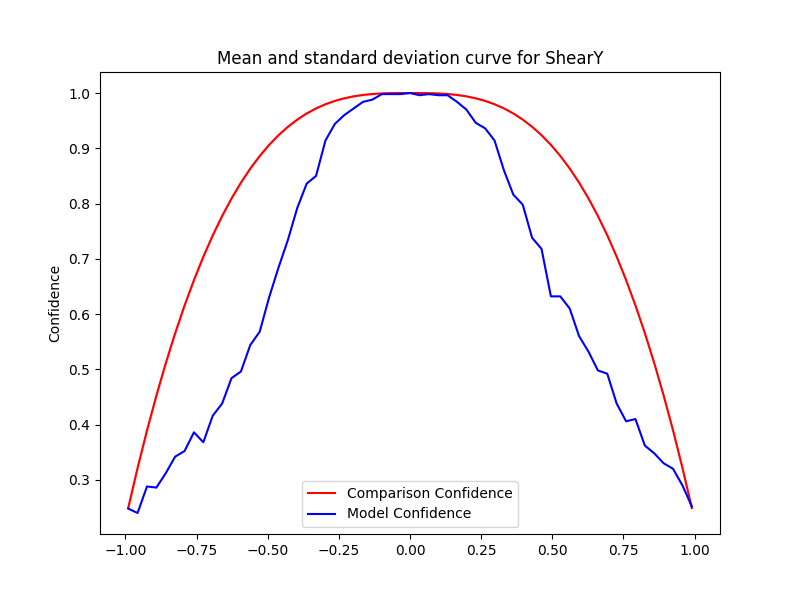 Mean and standard deviation curve for ShearY
Confidence
1.0
0.9
0.8
0.7
0.6
0.5
0.4
0.3
Comparison Confidence
Model Confidence
−1.00 −0.75 −0.50 −0.25 0.00 0.25 0.50 0.75 1.00